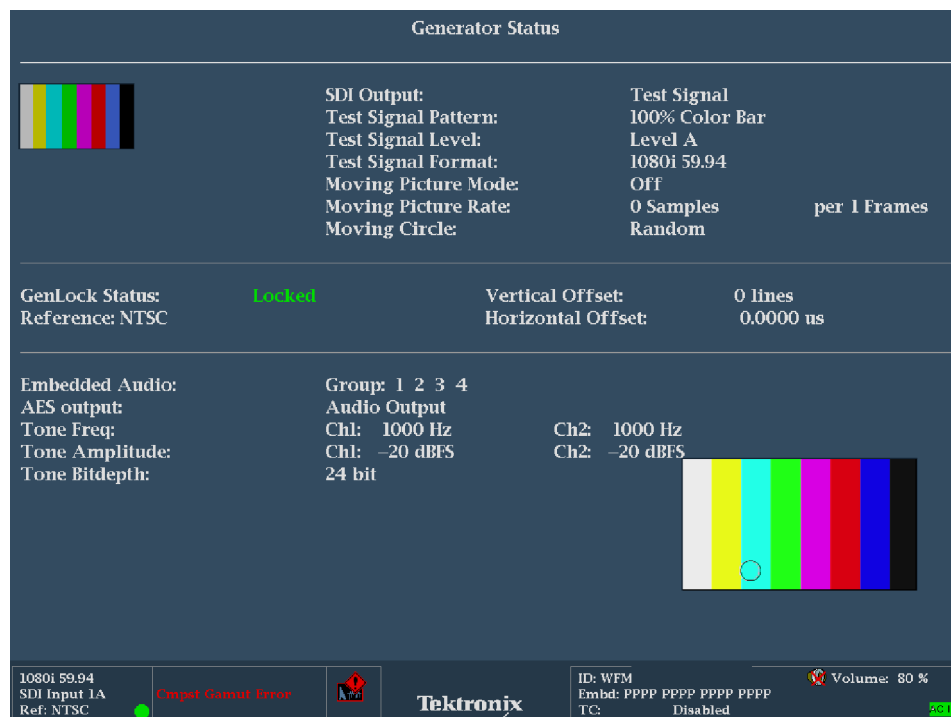 Generator Status
SDI Output: Test Signal
Test Signal Pattern: 100% Color Bar
Test Signal Level: Level A
Test Signal Format: 1080i 59.94
Moving Picture Mode: Off
Moving Picture Rate: 0 Samples per 1 Frames
Moving Circle: Random
GenLock Status: Locked Vertical Offset: 0 lines
Reference: NTSC Horizontal Offset: 0.0000 us
Embedded Audio: Group: 1 2 3 4
AES output: Audio Output
Tone Freq: Ch1: 1000 Hz Ch2: 1000 Hz
Tone Amplitude: Ch1: −20 dBFS Ch2: −20 dBFS
Tone Bitdepth: 24 bit
1080i 59.94
SDI Input 1A
Ref: NTSC
Cmpst Gamut Error
Tektronix
ID: WFM
Embd: PPPP PPPP PPPP PPPP
TC: Disabled
Volume: 80 %